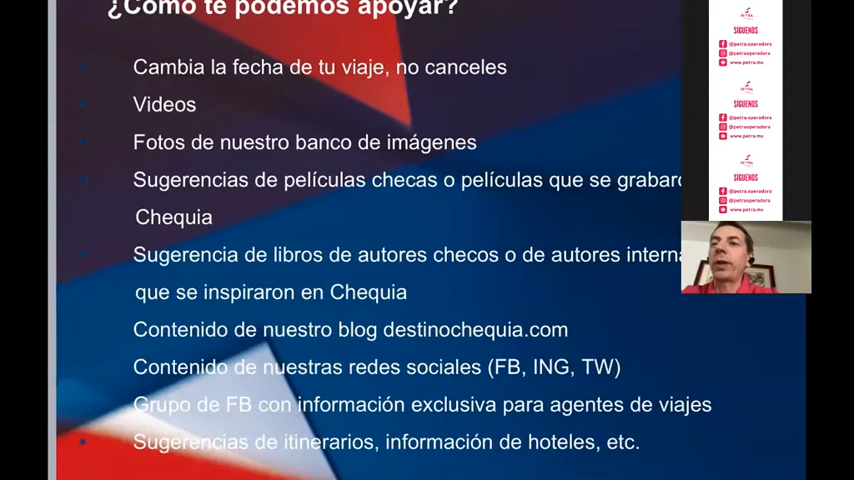 ¿Cómo te podemos apoyar?
Cambia la fecha de tu viaje, no canceles
Videos
Fotos de nuestro banco de imágenes
Sugerencias de películas checas o películas que se grabaro
Chequia
Sugerencia de libros de autores checos o de autores interna
que se inspiraron en Chequia
Contenido de nuestro blog destinochequia.com
Contenido de nuestras redes sociales (FB, ING, TW)
Grupo de FB con información exclusiva para agentes de viajes
Sugerencias de itinerarios, información de hoteles, etc.
PETRA
SÍGUENOS
@petra.operadora
@petraoperadora
www.petra.mx
PETRA
SÍGUENOS
@petra.operadora
@petraoperadora
www.petra.mx
PETRA
SÍGUENOS
@petra.operadora
@petraoperadora
www.petra.mx